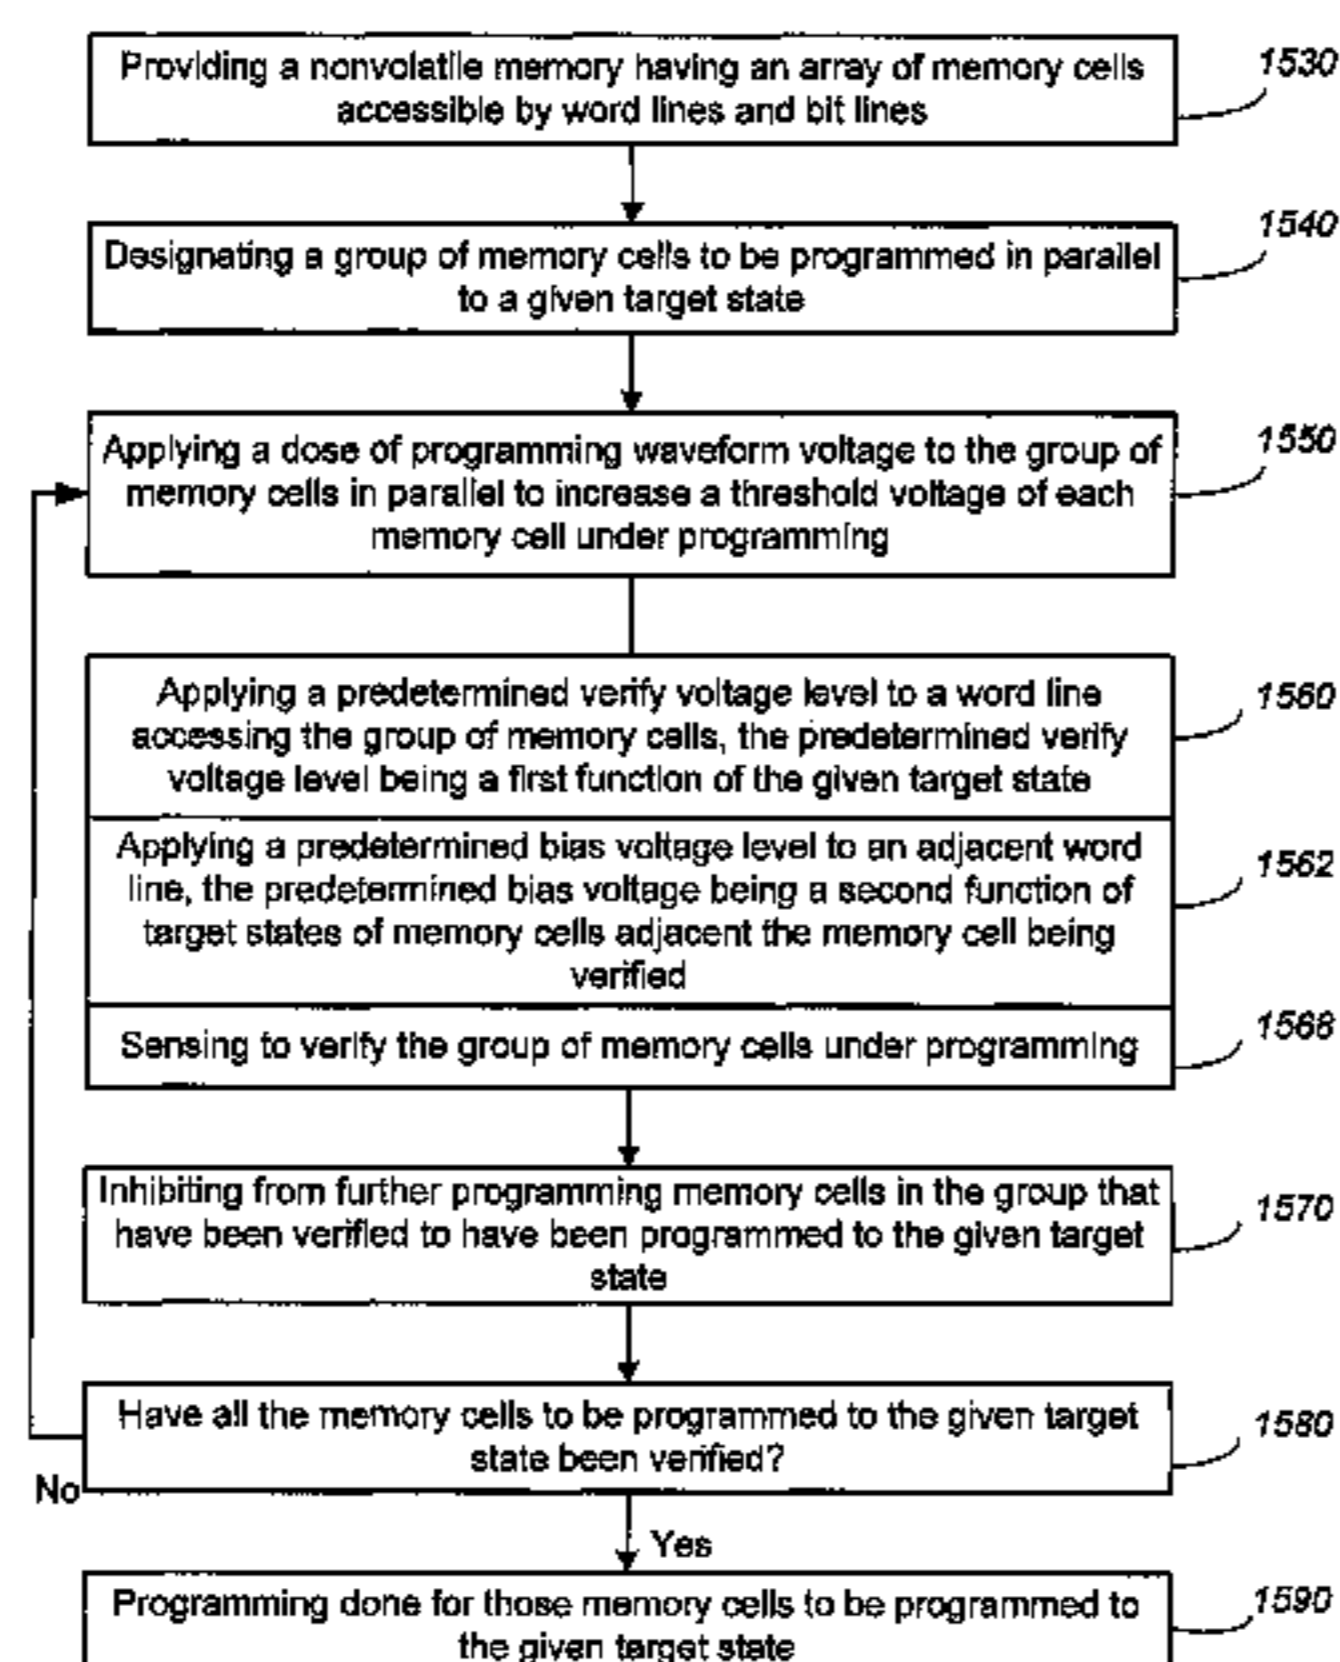 Providing a nonvolatile memory having an array of memory cells
accessible by word lines and bit lines
1530
Designating a group of memory cells to be programmed in parallel
to a given target state
1540
Applying a dose of programming waveform voltage to the group of
memory cells in parallel to increase a threshold voltage of each
memory cell under programming
1550
Applying a predetermined verify voltage level to a word line
accessing the group of memory cells, the predetermined verify
voltage level being a first function of the given target state
1560
Applying a predetermined bias voltage level to an adjacent word
line, the predetermined bias voltage being a second function of
target states of memory cells adjacent the memory cell being
verified
1562
Sensing to verify the group of memory cells under programming
1568
Inhibiting from further programming memory cells in the group that
have been verified to have been programmed to the given target
state
1570
Have all the memory cells to be programmed to the given target
state been verified?
1580
No
Yes
Programming done for those memory cells to be programmed to
the given target state
1590